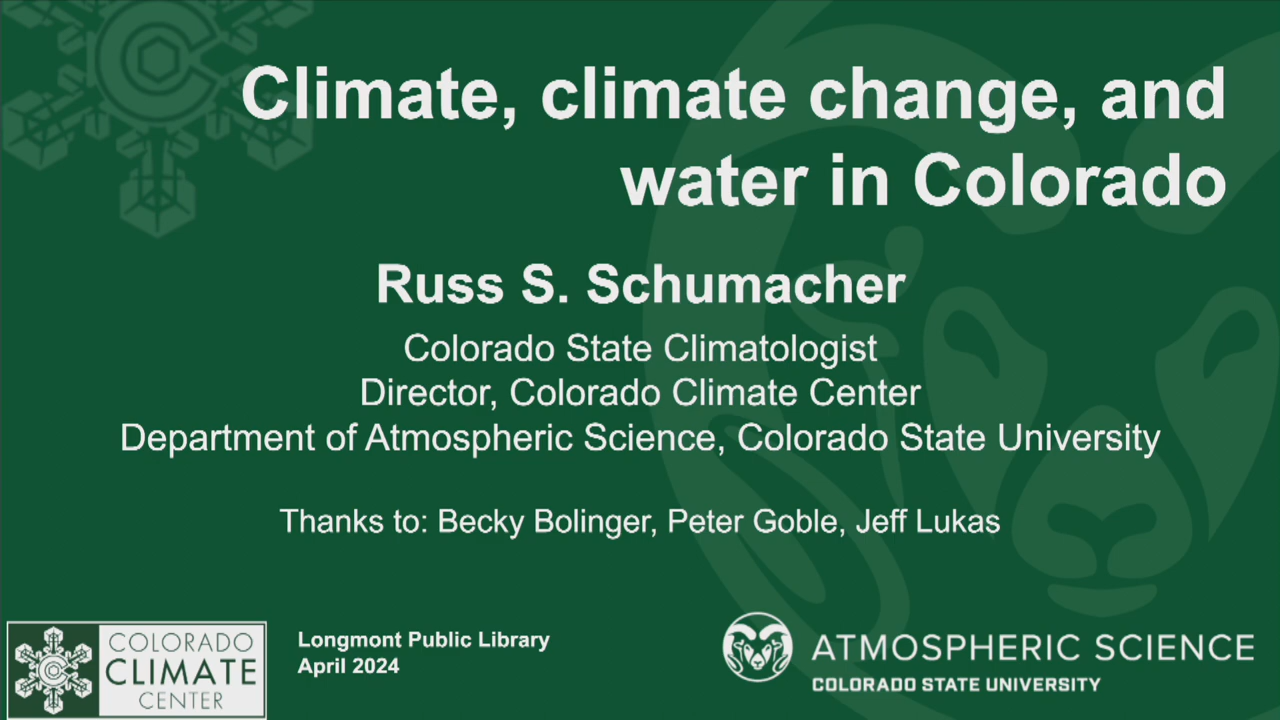 Climate, climate change, and
water in Colorado
Russ S. Schumacher
Colorado State Climatologist
Director, Colorado Climate Center
Department of Atmospheric Science, Colorado State University
Thanks to: Becky Bolinger, Peter Goble, Jeff Lukas
COLORADO
CLIMATE
CENTER
Longmont Public Library
April 2024
ATMOSPHERIC SCIENCE
COLORADO STATE UNIVERSITY